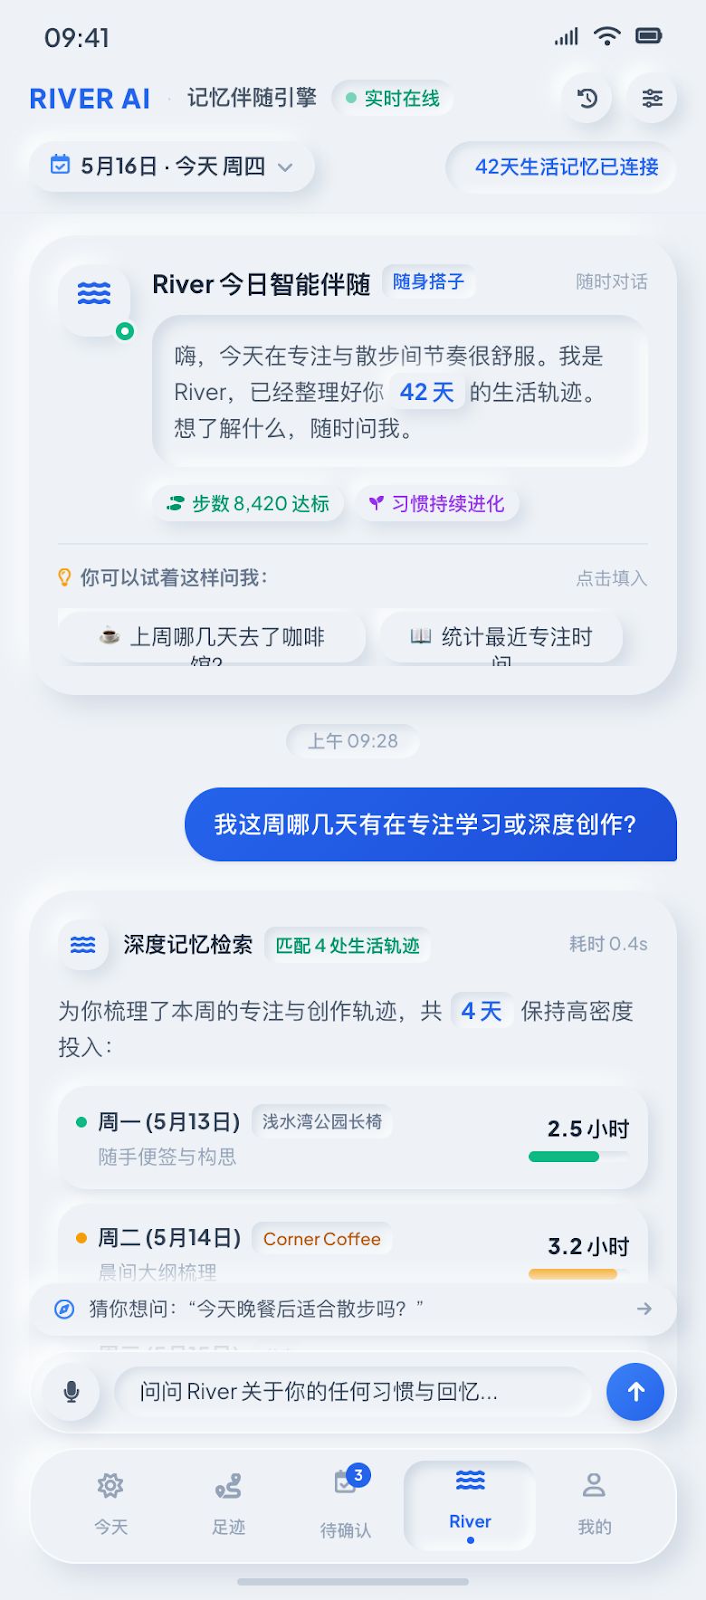 09:41
RIVER AI · 记忆伴随引擎 实时在线
5月16日 · 今天 周四 42天生活记忆已连接
River 今日智能伴随 随身搭子 随时对话
嗨，今天在专注与散步间节奏很舒服。我是
River，已经整理好你 42 天 的生活轨迹。
想了解什么，随时问我。
步数 8,420 达标 习惯持续进化
你可以试着这样问我： 点击填入
上周哪几天去了咖啡馆？
统计最近专注时间
上午 09:28
我这周哪几天有在专注学习或深度创作？
深度记忆检索 匹配 4 处生活轨迹 耗时 0.4s
为你梳理了本周的专注与创作轨迹，共 4 天 保持高密度
投入：
周一 (5月13日) 浅水湾公园长椅 2.5 小时
随手便签与构思
周二 (5月14日) Corner Coffee 3.2 小时
晨间大纲梳理
猜你想问：“今天晚餐后适合散步吗？”
问问 River 关于你的任何习惯与回忆...
3
今天 足迹 待确认 River 我的